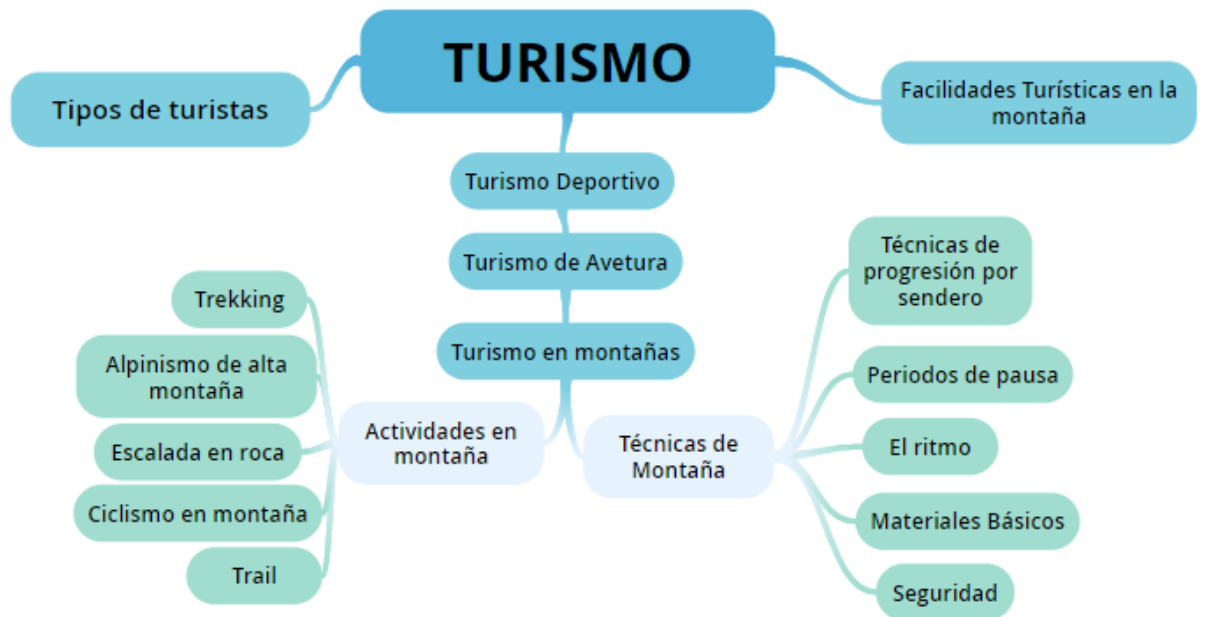 TURISMO
Tipos de turistas
Facilidades Turísticas en la
montaña
Turismo Deportivo
Turismo de Avetura
Turismo en montañas
Actividades en
montaña
Trekking
Alpinismo de alta
montaña
Escalada en roca
Ciclismo en montaña
Trail
Técnicas de
Montaña
Técnicas de
progresión por
sendero
Periodos de pausa
El ritmo
Materiales Básicos
Seguridad